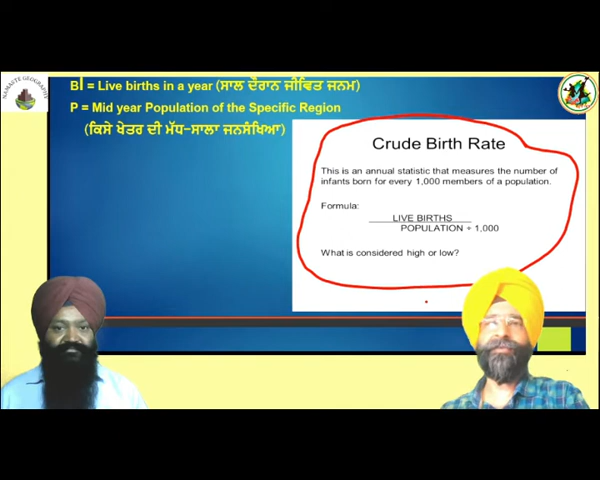 NAMASTE GEOGRAPHY
Bl = Live births in a year (ਸਾਲ ਦੌਰਾਨ ਜੀਵਿਤ ਜਨਮ)
P = Mid year Population of the Specific Region
(ਕਿਸੇ ਖੇਤਰ ਦੀ ਮੱਧ-ਸਾਲਾ ਜਨਸੰਖਿਆ)
Crude Birth Rate
This is an annual statistic that measures the number of
infants born for every 1,000 members of a population.
Formula:
LIVE BIRTHS
POPULATION ÷ 1,000
What is considered high or low?